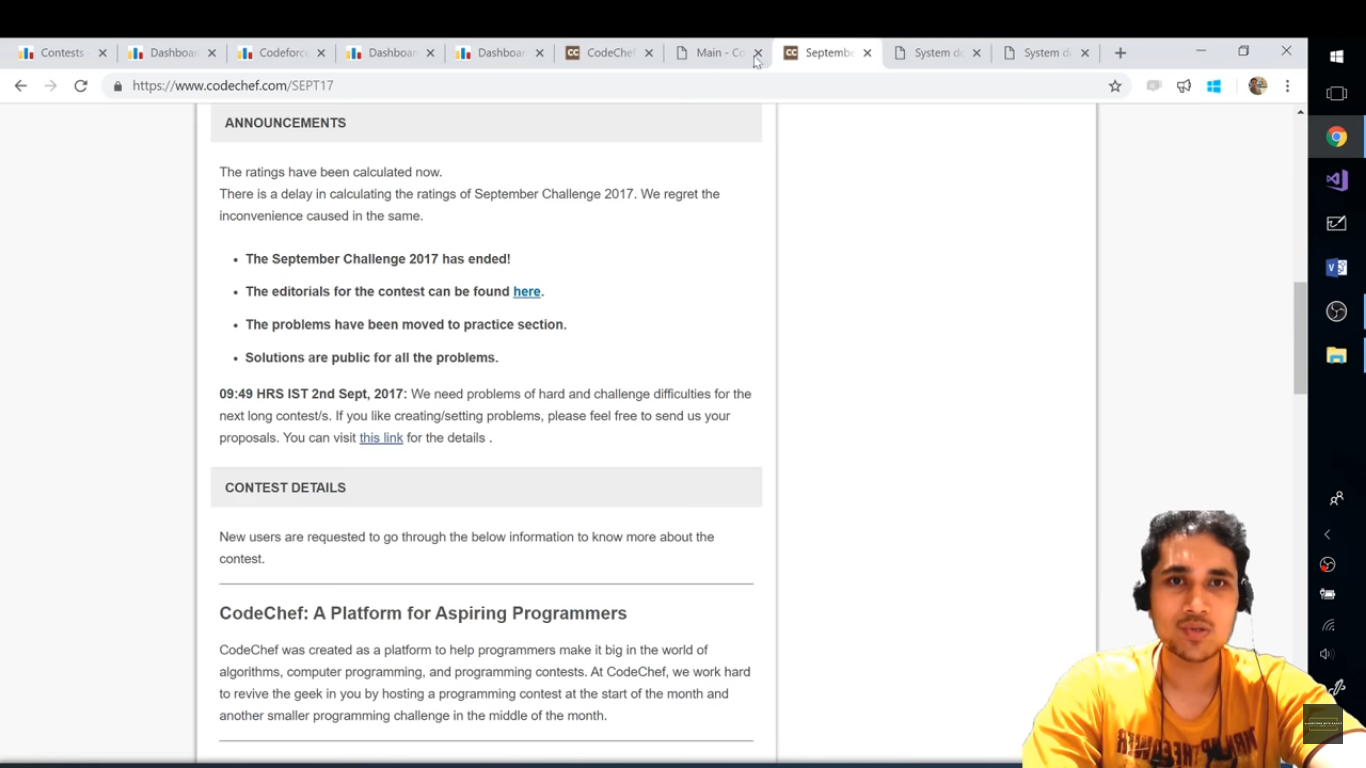 Contests
Dashboar
Codeforc
Dashboar
Dashboar
CodeChef
Main - Co
Septembe
System de
System de
https://www.codechef.com/SEPT17
ANNOUNCEMENTS
The ratings have been calculated now.
There is a delay in calculating the ratings of September Challenge 2017. We regret the
inconvenience caused in the same.
• The September Challenge 2017 has ended!
• The editorials for the contest can be found here.
• The problems have been moved to practice section.
• Solutions are public for all the problems.
09:49 HRS IST 2nd Sept, 2017: We need problems of hard and challenge difficulties for the
next long contest/s. If you like creating/setting problems, please feel free to send us your
proposals. You can visit this link for the details .
CONTEST DETAILS
New users are requested to go through the below information to know more about the
contest.
CodeChef: A Platform for Aspiring Programmers
CodeChef was created as a platform to help programmers make it big in the world of
algorithms, computer programming, and programming contests. At CodeChef, we work hard
to revive the geek in you by hosting a programming contest at the start of the month and
another smaller programming challenge in the middle of the month.